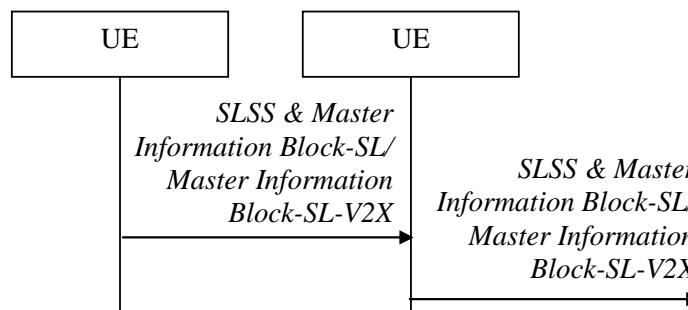 UE
UE
SLSS & Master
Information Block-SL/
Master Information
Block-SL-V2X
SLSS & Master
Information Block-SL/
Master Information
Block-SL-V2X